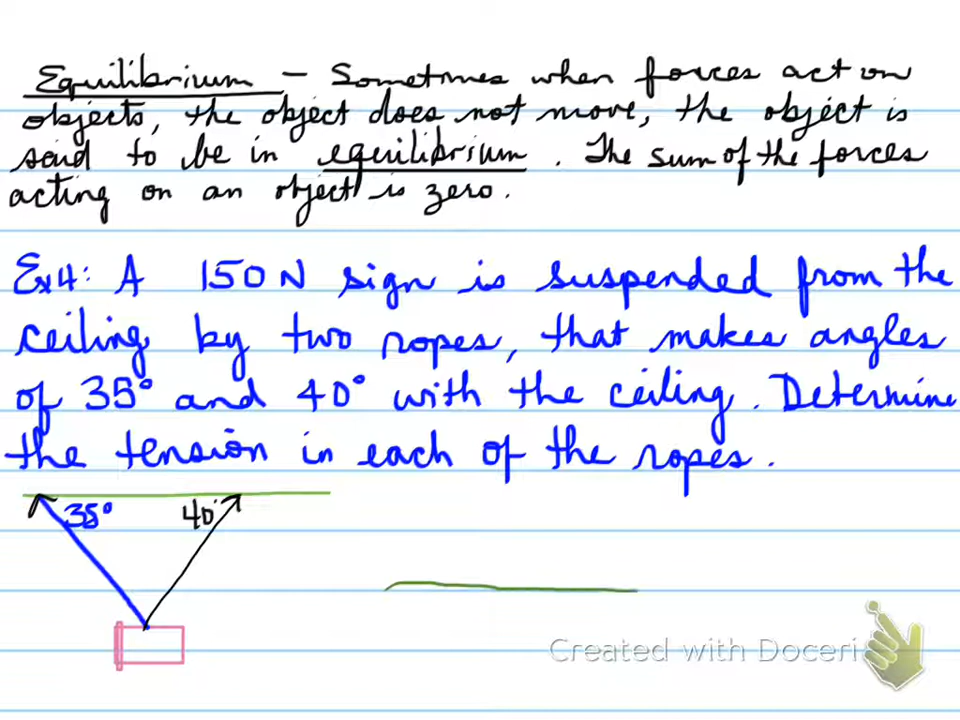 Equilibrium - Sometimes when forces act on
objects, the object does not move, the object is
said to be in equilibrium. The sum of the forces
acting on an object is zero.
Ex4: A 150N sign is suspended from the
ceiling by two ropes, that makes angles
of 35° and 40° with the ceiling. Determine
the tension in each of the ropes.
35° 40°
Created with Doceri